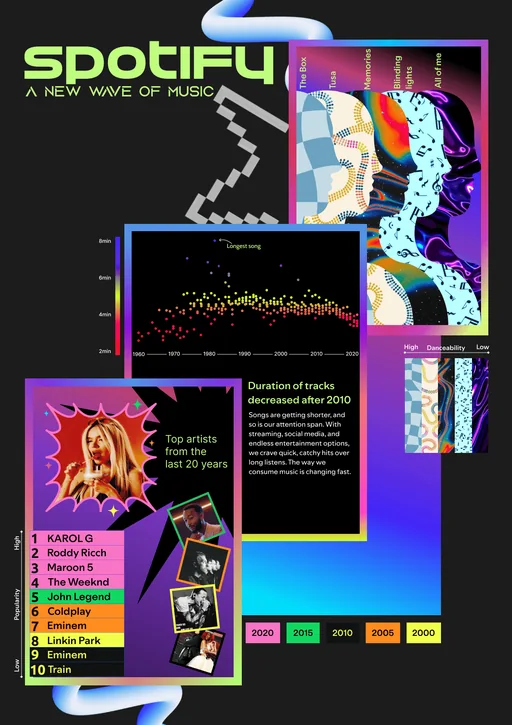 spotify
A NEW WAVE OF MUSIC
The Box
Tusa
Memories
Blinding
lights
All of me
8min
6min
4min
2min
Longest song
1960
1970
1980
1990
2000
2010
2020
High
Danceability
Low
Duration of tracks
decreased after 2010
Songs are getting shorter, and
so is our attention span. With
streaming, social media, and
endless entertainment options,
we crave quick, catchy hits over
long listens. The way we
consume music is changing fast.
Top artists
from the
last 20 years
High
Popularity
Low
1 KAROL G
2 Roddy Ricch
3 Maroon 5
4 The Weeknd
5 John Legend
6 Coldplay
7 Eminem
8 Linkin Park
9 Eminem
10 Train
2020
2015
2010
2005
2000